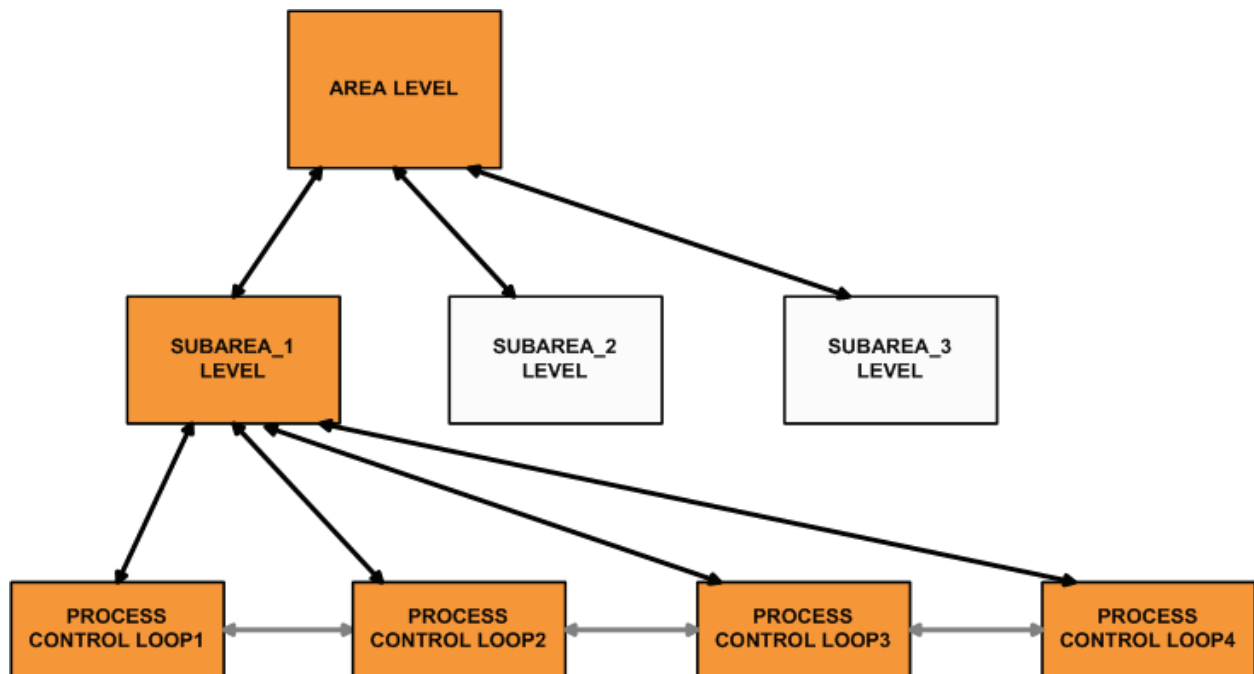 AREA LEVEL
SUBAREA_1
LEVEL
SUBAREA_2
LEVEL
SUBAREA_3
LEVEL
PROCESS
CONTROL LOOP1
PROCESS
CONTROL LOOP2
PROCESS
CONTROL LOOP3
PROCESS
CONTROL LOOP4